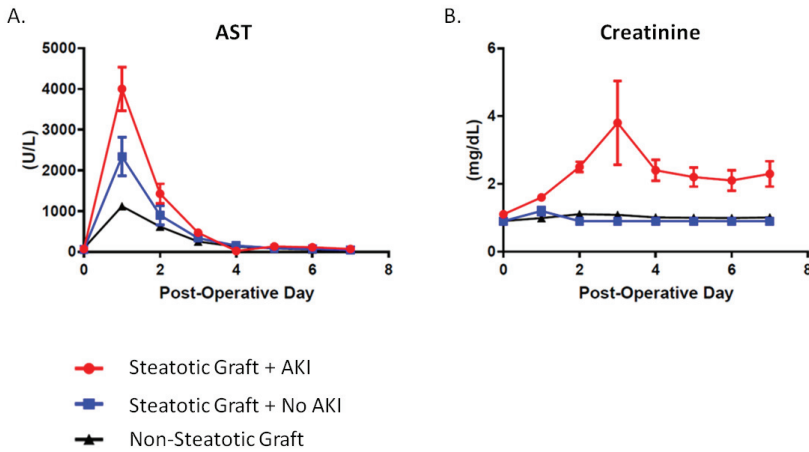 A.
AST
5000
4000
3000
2000
1000
0
(U/L)
0 2 4 6 8
Post-Operative Day
B.
Creatinine
6
4
2
0
(mg/dL)
0 2 4 6 8
Post-Operative Day
Steatotic Graft + AKI
Steatotic Graft + No AKI
Non-Steatotic Graft